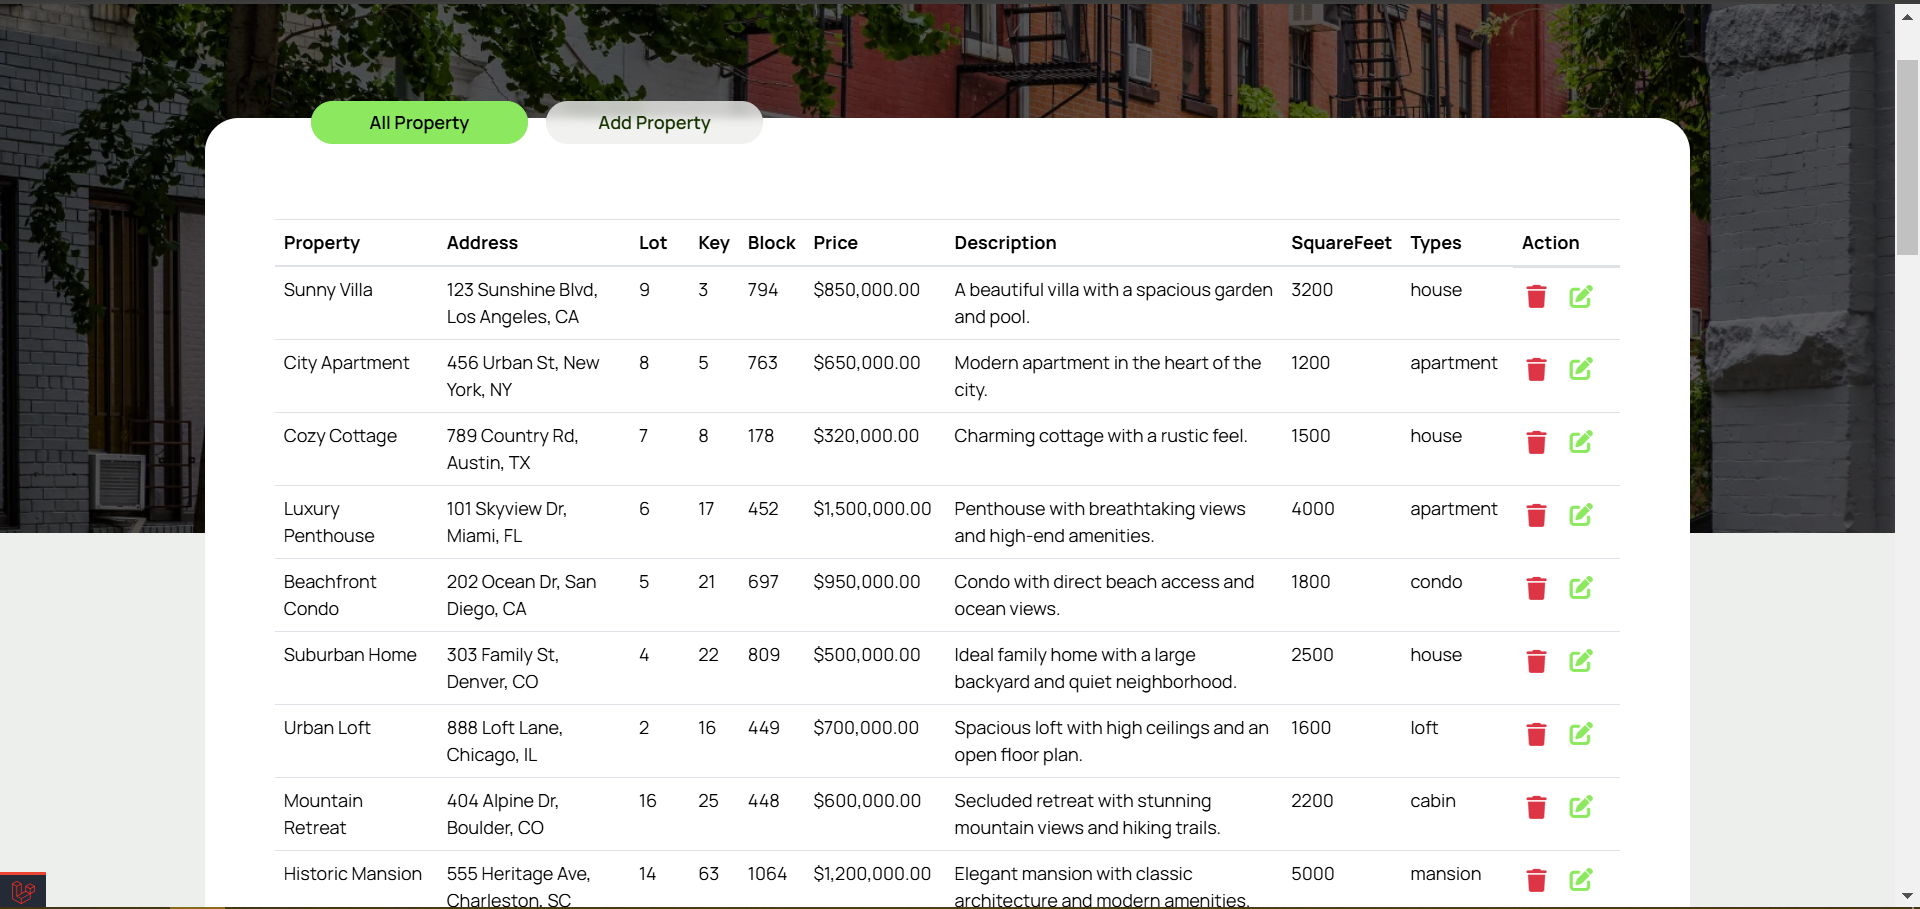 All Property Add Property
Property Address Lot Key Block Price Description SquareFeet Types Action
Sunny Villa 123 Sunshine Blvd, 9 3 794 $850,000.00 A beautiful villa with a spacious garden 3200 house
Los Angeles, CA and pool.
City Apartment 456 Urban St, New 8 5 763 $650,000.00 Modern apartment in the heart of the 1200 apartment
York, NY city.
Cozy Cottage 789 Country Rd, 7 8 178 $320,000.00 Charming cottage with a rustic feel. 1500 house
Austin, TX
Luxury 101 Skyview Dr, 6 17 452 $1,500,000.00 Penthouse with breathtaking views 4000 apartment
Penthouse Miami, FL and high-end amenities.
Beachfront 202 Ocean Dr, San 5 21 697 $950,000.00 Condo with direct beach access and 1800 condo
Condo Diego, CA ocean views.
Suburban Home 303 Family St, 4 22 809 $500,000.00 Ideal family home with a large 2500 house
Denver, CO backyard and quiet neighborhood.
Urban Loft 888 Loft Lane, 2 16 449 $700,000.00 Spacious loft with high ceilings and an 1600 loft
Chicago, IL open floor plan.
Mountain 404 Alpine Dr, 16 25 448 $600,000.00 Secluded retreat with stunning 2200 cabin
Retreat Boulder, CO mountain views and hiking trails.
Historic Mansion 555 Heritage Ave, 14 63 1064 $1,200,000.00 Elegant mansion with classic 5000 mansion
Charleston, SC architecture and modern amenities.